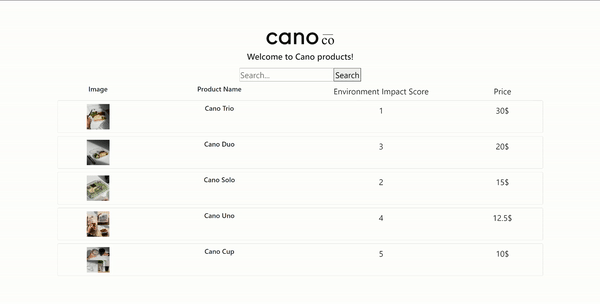 cano co
Welcome to Cano products!
Search... Search
Image Product Name Environment Impact Score Price
Cano Trio 1 30$
Cano Duo 3 20$
Cano Solo 2 15$
Cano Uno 4 12.5$
Cano Cup 5 10$